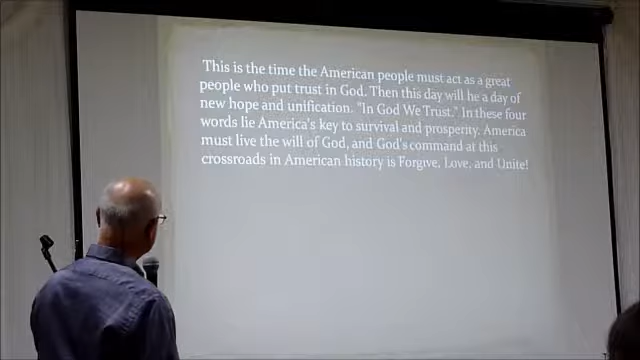 This is the time the American people must act as a great
people who put trust in God. Then this day will be a day of
new hope and unification. "In God We Trust." In these four
words lie America's key to survival and prosperity. America
must live the will of God, and God's command at this
crossroads in American history is Forgive, Love, and Unite!